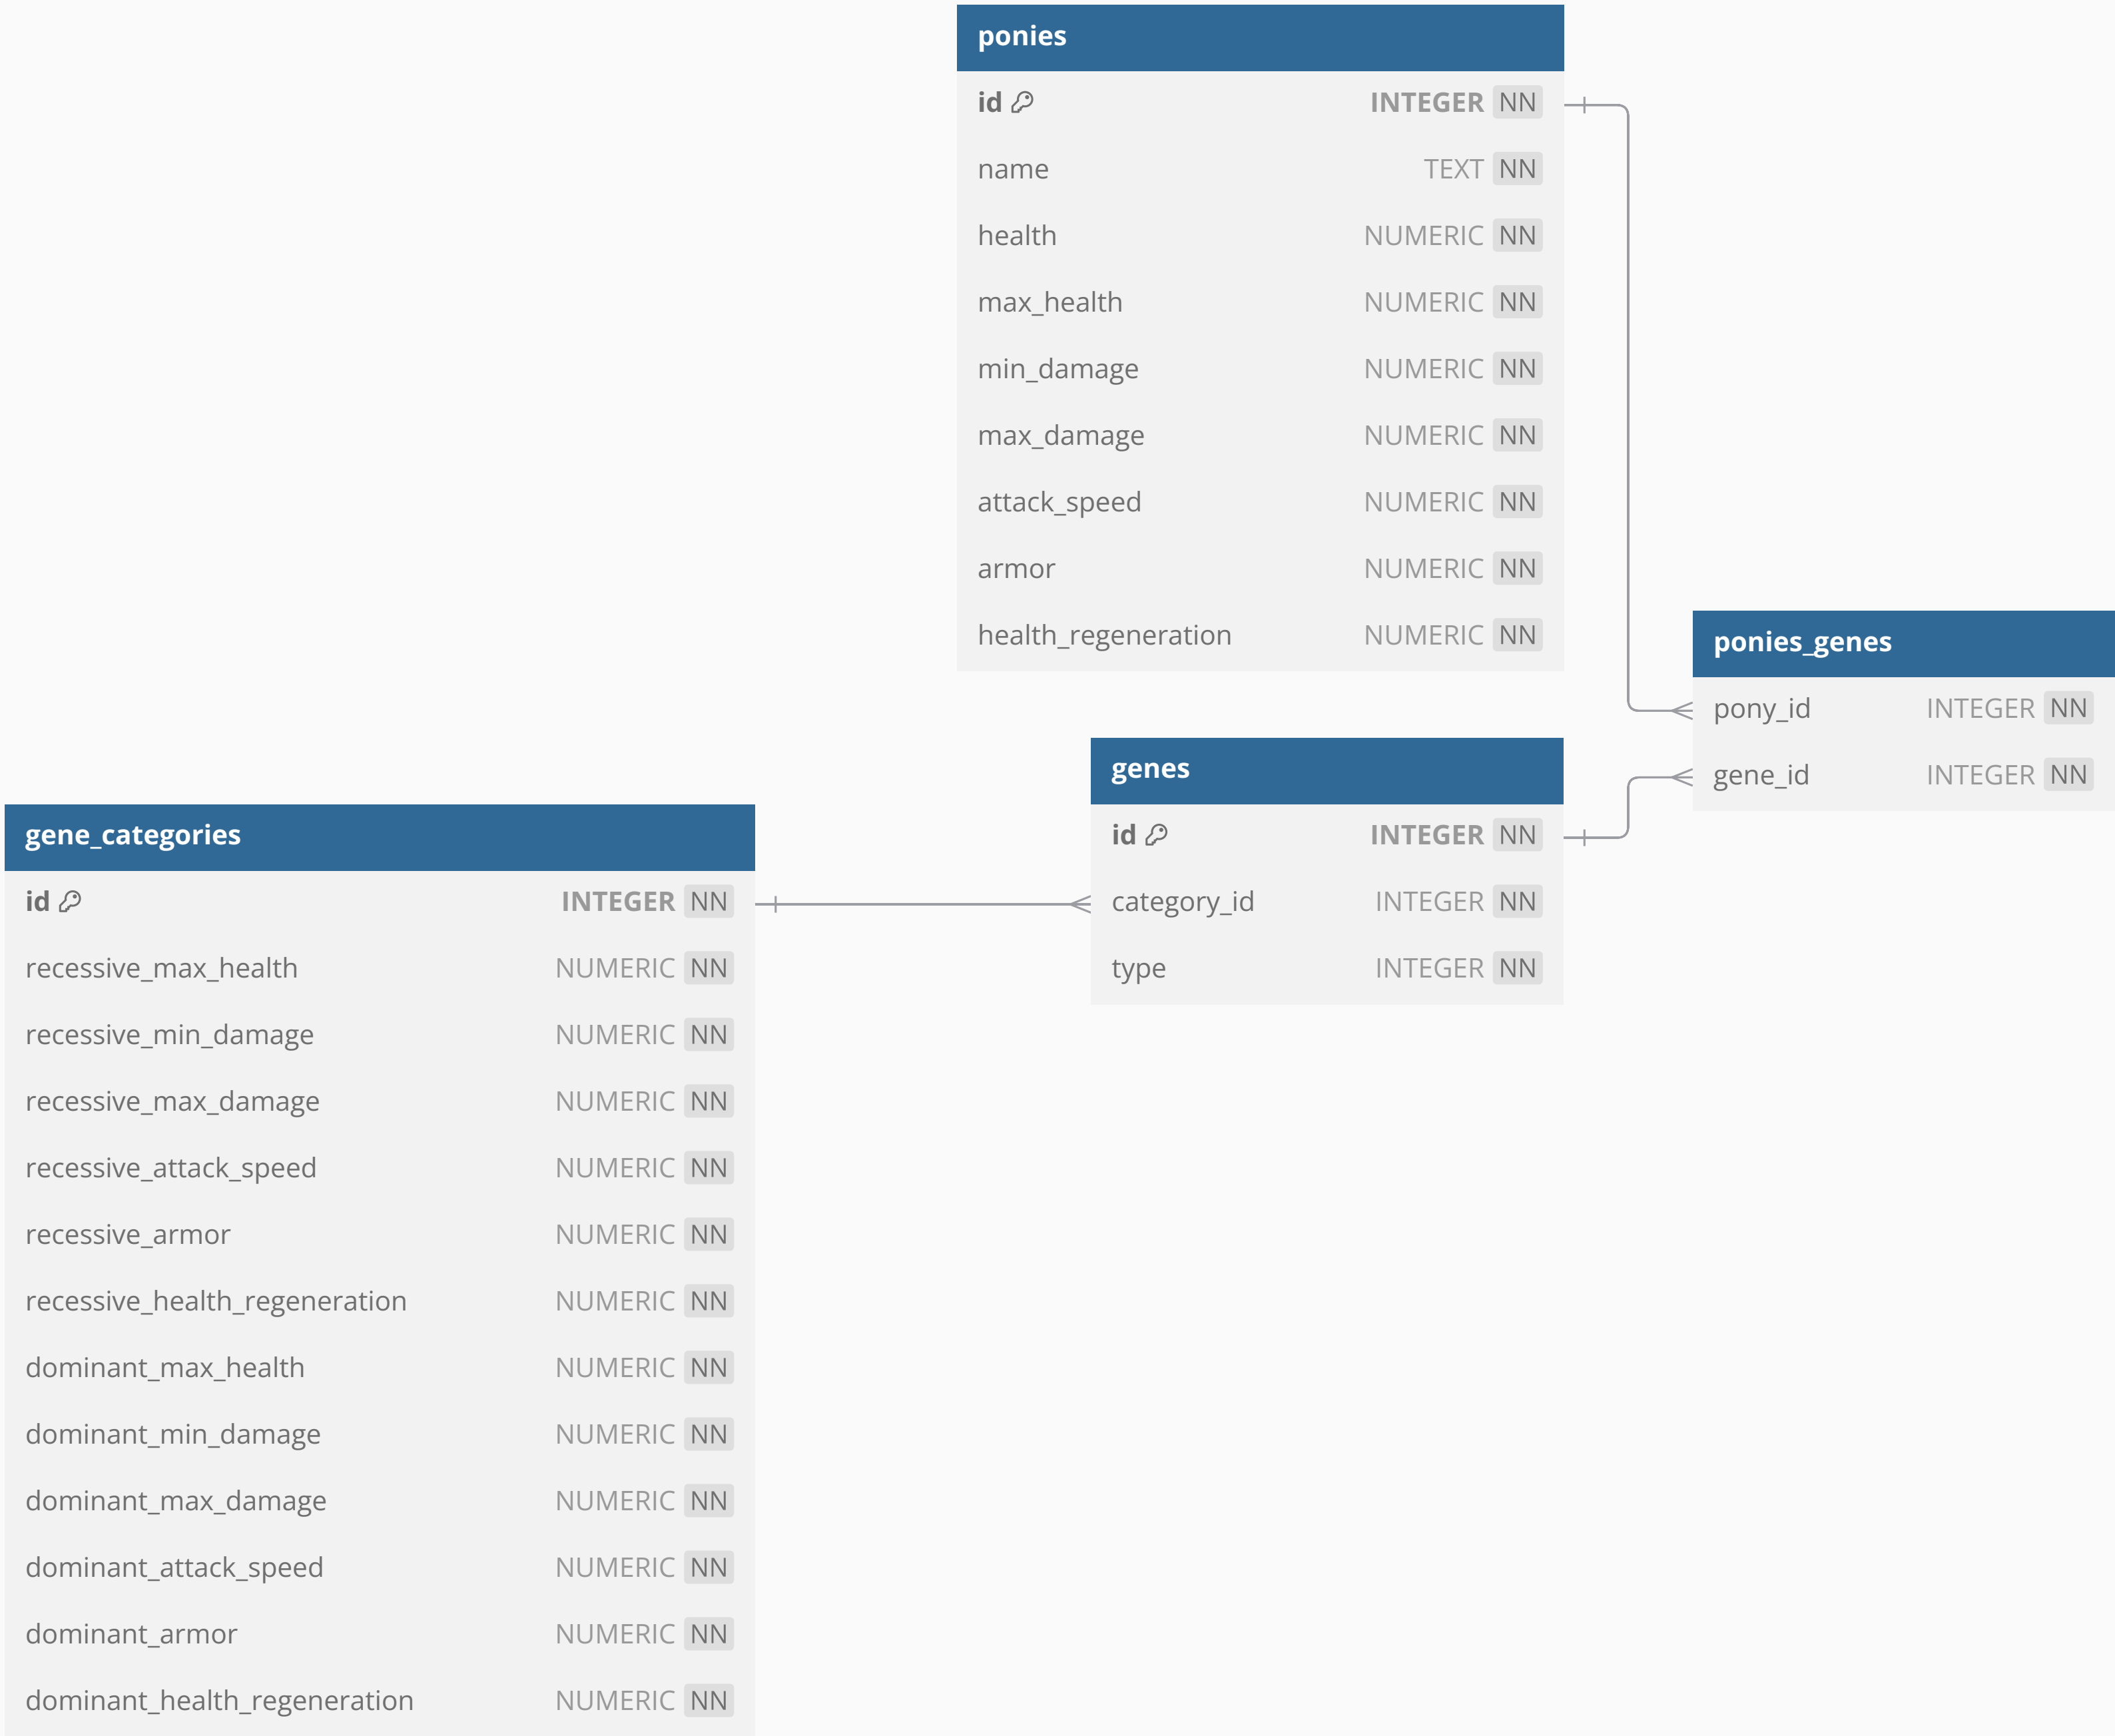 ponies
id INTEGER NN
name TEXT NN
health NUMERIC NN
max_health NUMERIC NN
min_damage NUMERIC NN
max_damage NUMERIC NN
attack_speed NUMERIC NN
armor NUMERIC NN
health_regeneration NUMERIC NN
ponies_genes
pony_id INTEGER NN
gene_id INTEGER NN
genes
id INTEGER NN
category_id INTEGER NN
type INTEGER NN
gene_categories
id INTEGER NN
recessive_max_health NUMERIC NN
recessive_min_damage NUMERIC NN
recessive_max_damage NUMERIC NN
recessive_attack_speed NUMERIC NN
recessive_armor NUMERIC NN
recessive_health_regeneration NUMERIC NN
dominant_max_health NUMERIC NN
dominant_min_damage NUMERIC NN
dominant_max_damage NUMERIC NN
dominant_attack_speed NUMERIC NN
dominant_armor NUMERIC NN
dominant_health_regeneration NUMERIC NN